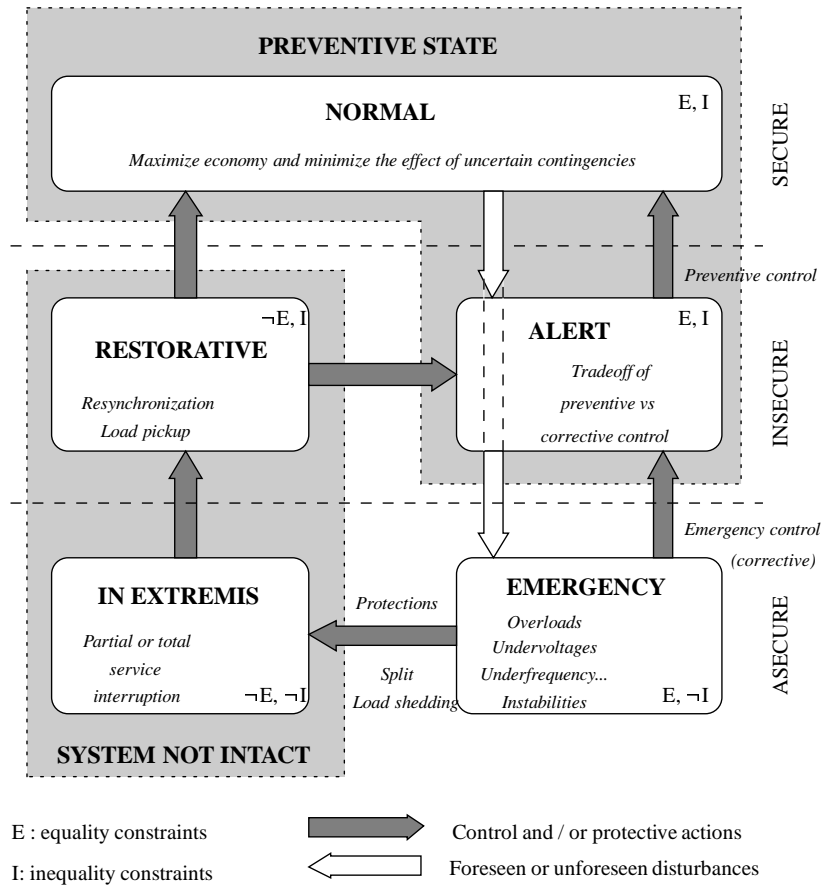 PREVENTIVE STATE
NORMAL
E, I
Maximize economy and minimize the effect of uncertain contingencies
SECURE
Preventive control
RESTORATIVE
¬E, I
Resynchronization
Load pickup
ALERT
E, I
Tradeoff of
preventive vs
corrective control
INSECURE
Emergency control
(corrective)
IN EXTREMIS
Partial or total
service
interruption
¬E, ¬I
SYSTEM NOT INTACT
Protections
Split
Load shedding
EMERGENCY
Overloads
Undervoltages
Underfrequency...
Instabilities
E, ¬I
ASECURE
E : equality constraints
Control and / or protective actions
I: inequality constraints
Foreseen or unforeseen disturbances